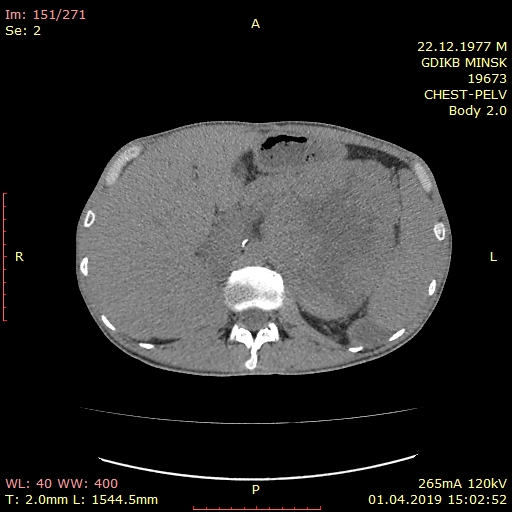 Im: 151/271
Se: 2
A
22.12.1977 M
GDIKB MINSK
19673
CHEST-PELV
Body 2.0
R
L
WL: 40 WW: 400
T: 2.0mm L: 1544.5mm
P
265mA 120kV
01.04.2019 15:02:52